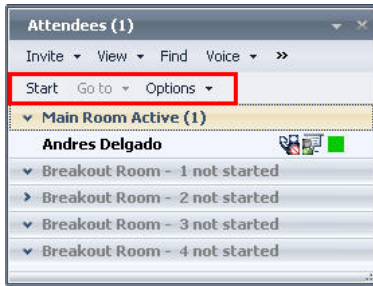 Attendees (1)
Invite View Find Voice »
Start Go to Options
Main Room Active (1)
Andres Delgado
Breakout Room - 1 not started
Breakout Room - 2 not started
Breakout Room - 3 not started
Breakout Room - 4 not started